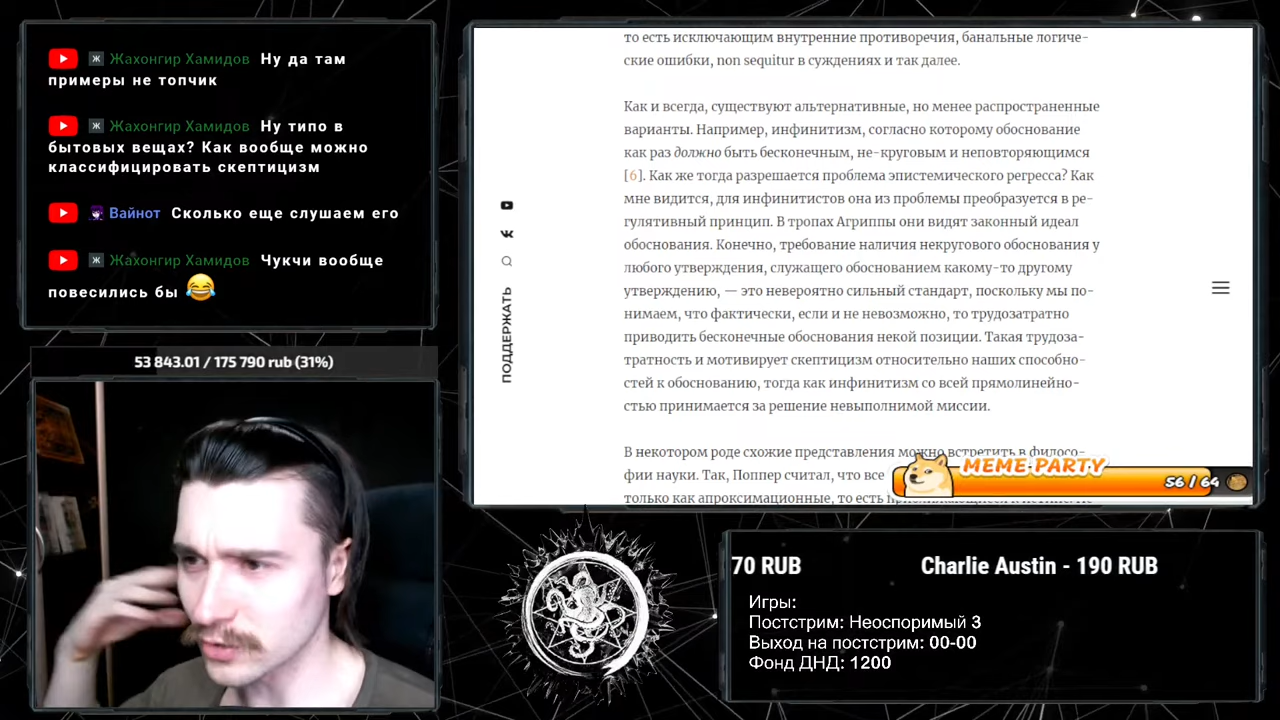 Жахонгир Хамидов Ну да там
примеры не топчик
Жахонгир Хамидов Ну типо в
бытовых вещах? Как вообще можно
классифицировать скептицизм
Вайнот Сколько еще слушаем его
Жахонгир Хамидов Чукчи вообще
повесились бы
53 843.01 / 175 790 rub (31%)
то есть исключающим внутренние противоречия, банальные логиче-
ские ошибки, non sequitur в суждениях и так далее.
Как и всегда, существуют альтернативные, но менее распространенные
варианты. Например, инфинитизм, согласно которому обоснование
как раз должно быть бесконечным, не-круговым и неповторяющимся
[6]. Как же тогда разрешается проблема эпистемического регресса? Как
мне видится, для инфинитистов она из проблемы преобразуется в ре-
гулятивный принцип. В тропах Агриппы они видят законный идеал
обоснования. Конечно, требование наличия некругового обоснования у
любого утверждения, служащего обоснованием какому-то другому
утверждению, — это невероятно сильный стандарт, поскольку мы по-
нимаем, что фактически, если и не невозможно, то трудозатратно
приводить бесконечные обоснования некой позиции. Такая трудоза-
тратность и мотивирует скептицизм относительно наших способно-
стей к обоснованию, тогда как инфинитизм со всей прямолинейно-
стью принимается за решение невыполнимой миссии.
В некотором роде схожие представления можно встретить в филосо-
фии науки. Так, Поппер считал, что все
только как апроксимационные, то есть
ПОДДЕРЖАТЬ
MEME PARTY
56 / 64
70 RUB Charlie Austin - 190 RUB
Игры:
Постстрим: Неоспоримый 3
Выход на постстрим: 00-00
Фонд ДНД: 1200